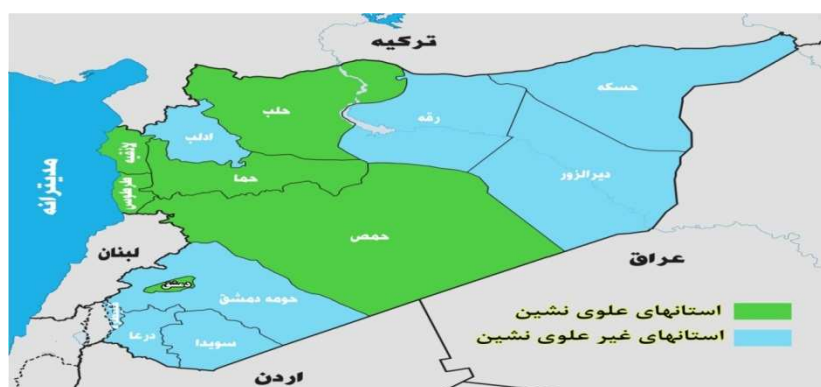 ترکیه
حسکه
حلب
رقه
ادلب
لاذقیه
دیرالزور
حما
طرطوس
مدیترانه
حمص
لبنان
عراق
دمشق
حومه دمشق
درعا
سویدا
اردن
استانهای علوی نشین
استانهای غیر علوی نشین